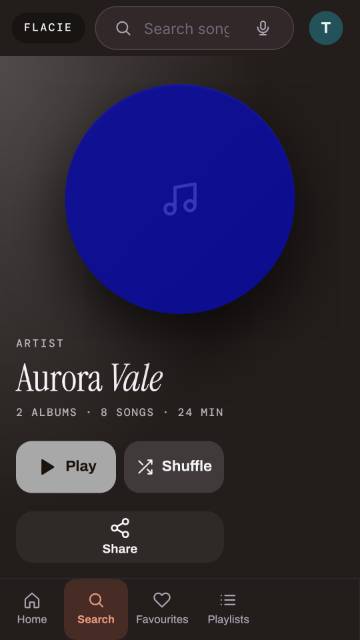 FLACIE
Search song
T
ARTIST
Aurora Vale
2 ALBUMS · 8 SONGS · 24 MIN
Play
Shuffle
Share
Home
Search
Favourites
Playlists